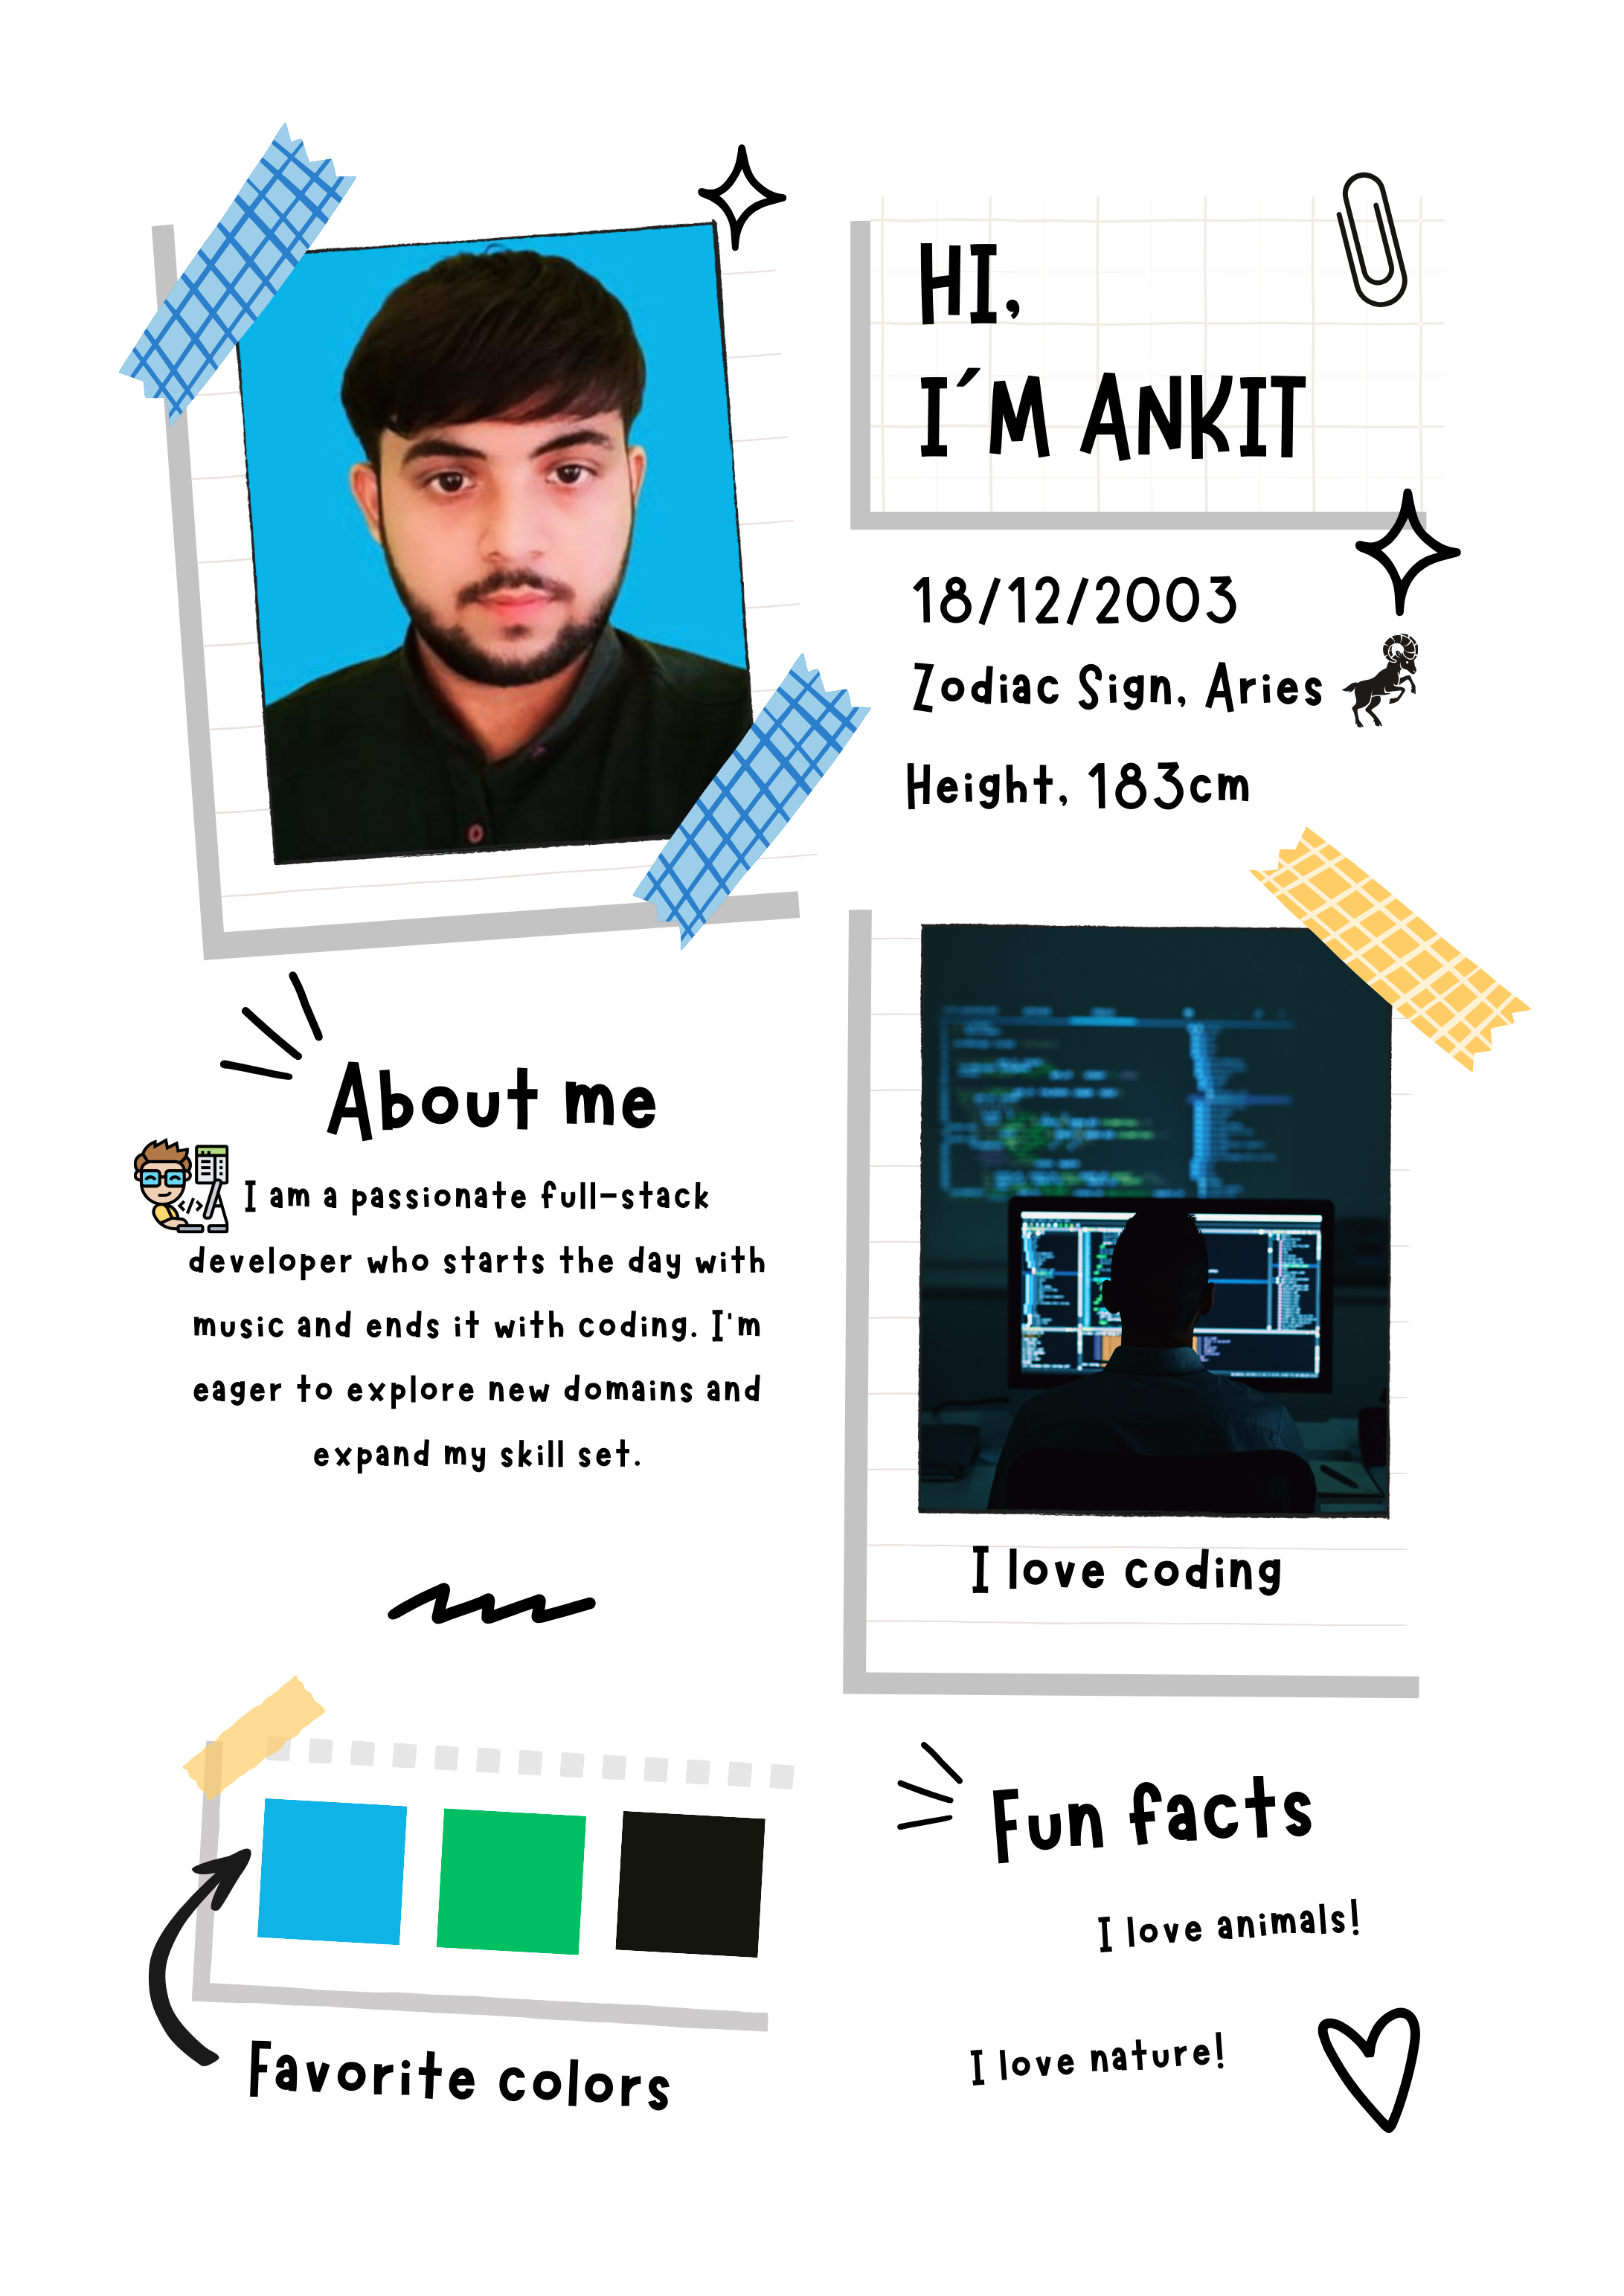 HI,
I´M ANKIT
18/12/2003
Zodiac Sign, Aries
Height, 183cm
About me
I am a passionate full-stack
developer who starts the day with
music and ends it with coding. I'm
eager to explore new domains and
expand my skill set.
I love coding
Favorite colors
Fun facts
I love animals!
I love nature!